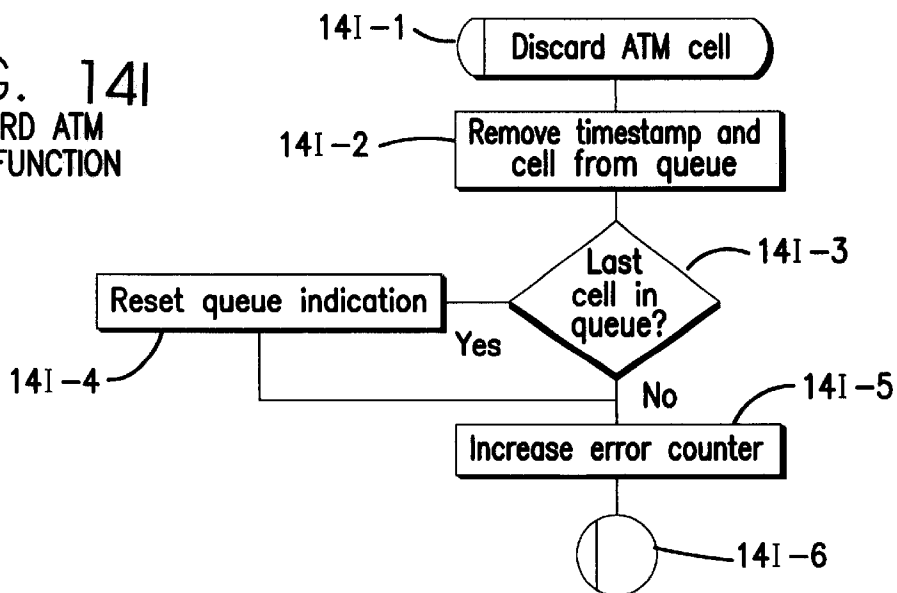 G. 14I
RD ATM
FUNCTION
14I-1
Discard ATM cell
14I-2
Remove timestamp and
cell from queue
14I-3
Last
cell in
queue?
Reset queue indication
Yes
14I-4
No
14I-5
Increase error counter
14I-6